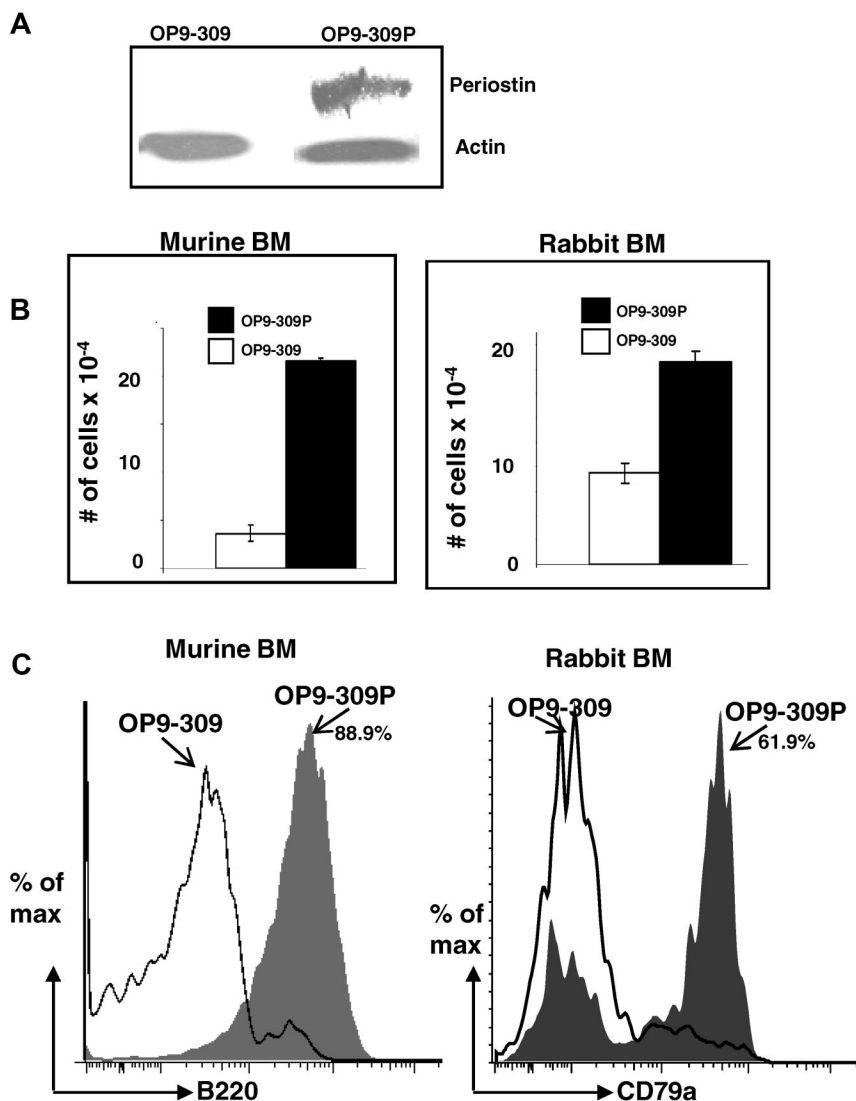 A
OP9-309 OP9-309P
Periostin
Actin
B
Murine BM
OP9-309P
OP9-309
# of cells x 10-4
20
10
0
Rabbit BM
OP9-309P
OP9-309
# of cells x 10-4
20
10
0
C
Murine BM
OP9-309
OP9-309P
88.9%
% of
max
B220
Rabbit BM
OP9-309
OP9-309P
61.9%
% of
max
CD79a